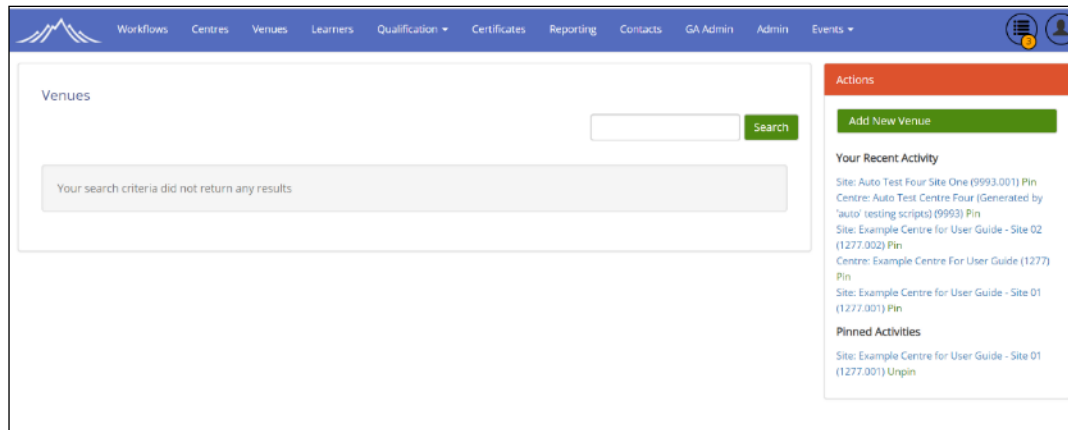 Workflows Centres Venues Learners Qualification Certificates Reporting Contacts GA Admin Admin Events
3
Venues
Search
Your search criteria did not return any results
Actions
Add New Venue
Your Recent Activity
Site: Auto Test Four Site One (9993.001) Pin
Centre: Auto Test Centre Four (Generated by
'auto' testing scripts) (9993) Pin
Site: Example Centre for User Guide - Site 02
(1277.002) Pin
Centre: Example Centre For User Guide (1277)
Pin
Site: Example Centre for User Guide - Site 01
(1277.001) Pin
Pinned Activities
Site: Example Centre for User Guide - Site 01
(1277.001) Unpin